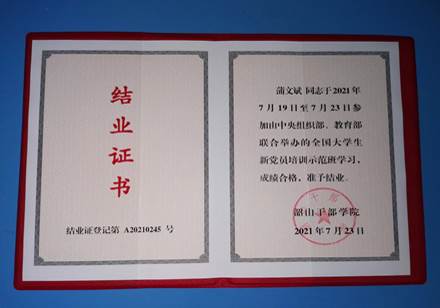 结业证书
结业证登记第 A20210245 号
蒲文斌 同志于2021年
7月19日至7月23日参
加由中央组织部、教育部
联合举办的全国大学生
新党员培训示范班学习，
成绩合格，准予结业。
韶山干部学院
2021年7月23日